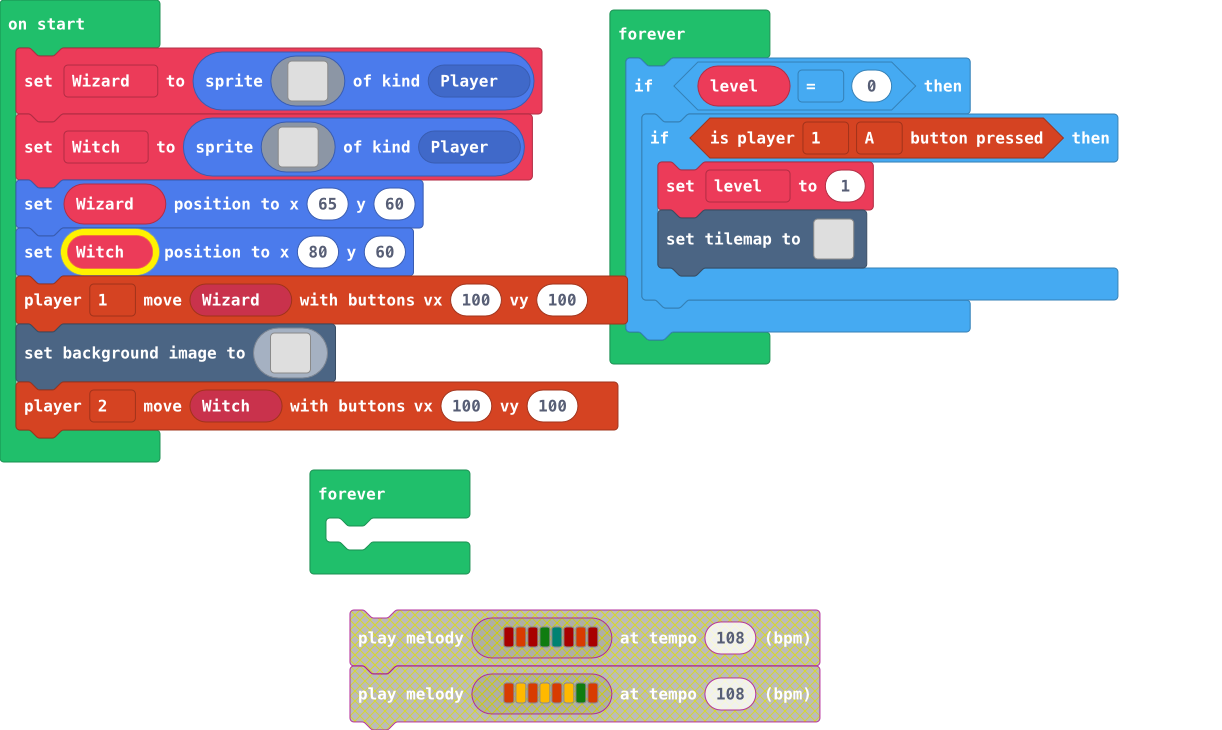 on start
set Wizard to sprite of kind Player
set Witch to sprite of kind Player
set Wizard position to x 65 y 60
set Witch position to x 80 y 60
player 1 move Wizard with buttons vx 100 vy 100
set background image to
player 2 move Witch with buttons vx 100 vy 100
forever
if level = 0 then
if is player 1 A button pressed then
set level to 1
set tilemap to
forever
play melody at tempo 108 (bpm)
play melody at tempo 108 (bpm)